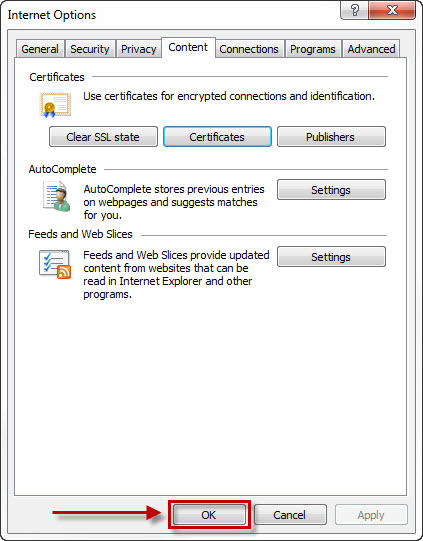 Internet Options
?
General Security Privacy Content Connections Programs Advanced
Certificates
Use certificates for encrypted connections and identification.
Clear SSL state Certificates Publishers
AutoComplete
AutoComplete stores previous entries
on webpages and suggests matches
for you.
Settings
Feeds and Web Slices
Feeds and Web Slices provide updated
content from websites that can be
read in Internet Explorer and other
programs.
Settings
OK Cancel Apply